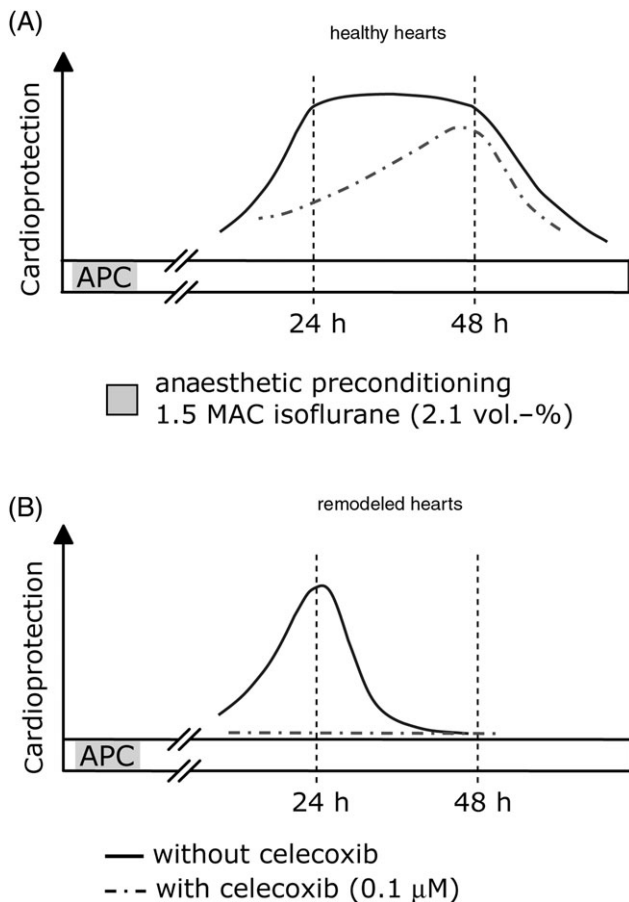 (A)
healthy hearts
Cardioprotection
APC
24 h
48 h
anaesthetic preconditioning
1.5 MAC isoflurane (2.1 vol.–%)
(B)
remodeled hearts
Cardioprotection
APC
24 h
48 h
without celecoxib
with celecoxib (0.1 μM)